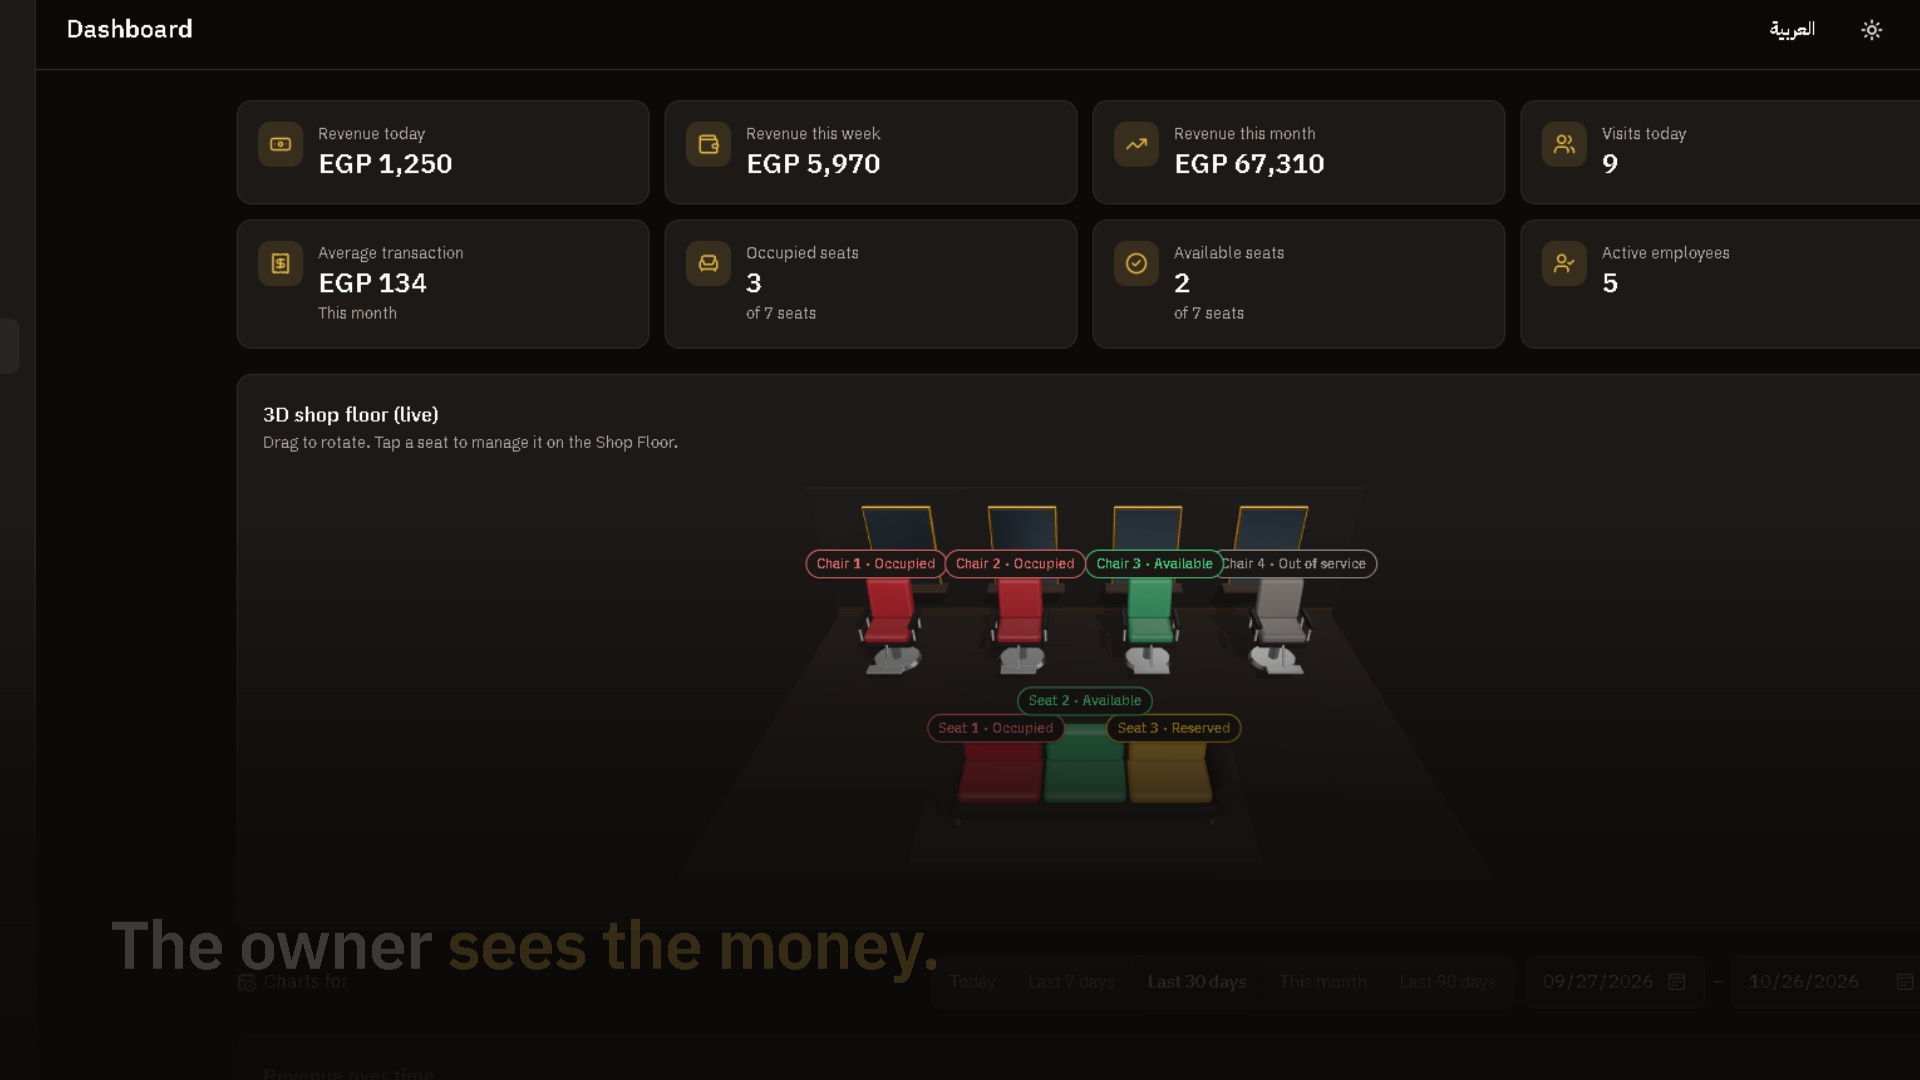 Dashboard
العربية
Revenue today
EGP 1,250
Revenue this week
EGP 5,970
Revenue this month
EGP 67,310
Visits today
9
Average transaction
EGP 134
This month
Occupied seats
3
of 7 seats
Available seats
2
of 7 seats
Active employees
5
3D shop floor (live)
Drag to rotate. Tap a seat to manage it on the Shop Floor.
Chair 1 · Occupied
Chair 2 · Occupied
Chair 3 · Available
Chair 4 · Out of service
Seat 2 · Available
Seat 1 · Occupied
Seat 3 · Reserved
The owner sees the money.
Charts for
Today
Last 7 days
Last 30 days
This month
Last 90 days
09/27/2026
–
10/26/2026
Revenue over time